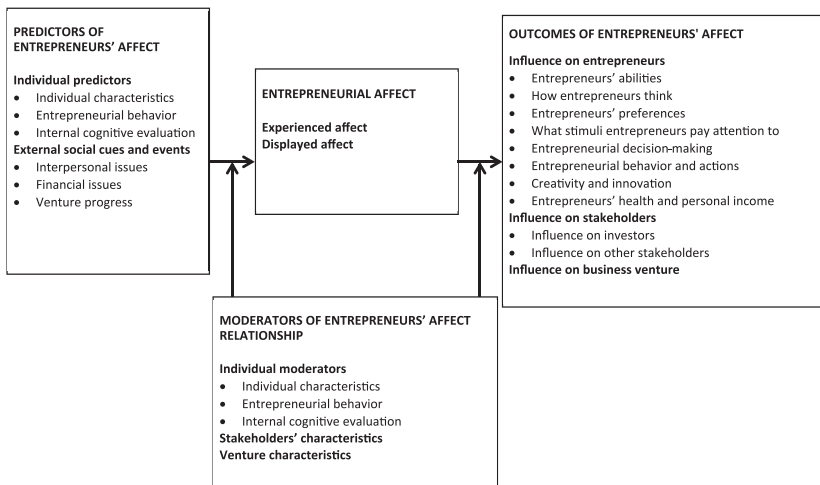 PREDICTORS OF
ENTREPRENEURS' AFFECT
Individual predictors
• Individual characteristics
• Entrepreneurial behavior
• Internal cognitive evaluation
External social cues and events
• Interpersonal issues
• Financial issues
• Venture progress
ENTREPRENEURIAL AFFECT
Experienced affect
Displayed affect
OUTCOMES OF ENTREPRENEURS' AFFECT
Influence on entrepreneurs
• Entrepreneurs' abilities
• How entrepreneurs think
• Entrepreneurs' preferences
• What stimuli entrepreneurs pay attention to
• Entrepreneurial decision-making
• Entrepreneurial behavior and actions
• Creativity and innovation
• Entrepreneurs' health and personal income
Influence on stakeholders
• Influence on investors
• Influence on other stakeholders
Influence on business venture
MODERATORS OF ENTREPRENEURS' AFFECT
RELATIONSHIP
Individual moderators
• Individual characteristics
• Entrepreneurial behavior
• Internal cognitive evaluation
Stakeholders' characteristics
Venture characteristics